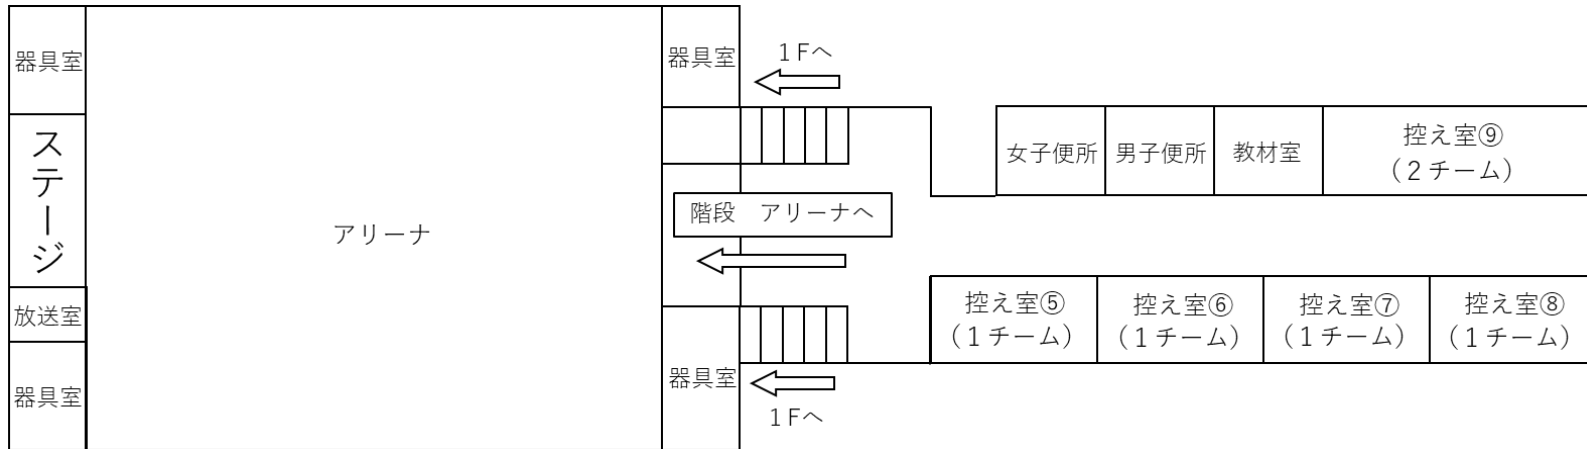 器具室
ステージ
放送室
器具室
アリーナ
器具室
1Fへ
階段　アリーナへ
器具室
1Fへ
女子便所
男子便所
教材室
控え室⑨
（2チーム）
控え室⑤
（1チーム）
控え室⑥
（1チーム）
控え室⑦
（1チーム）
控え室⑧
（1チーム）